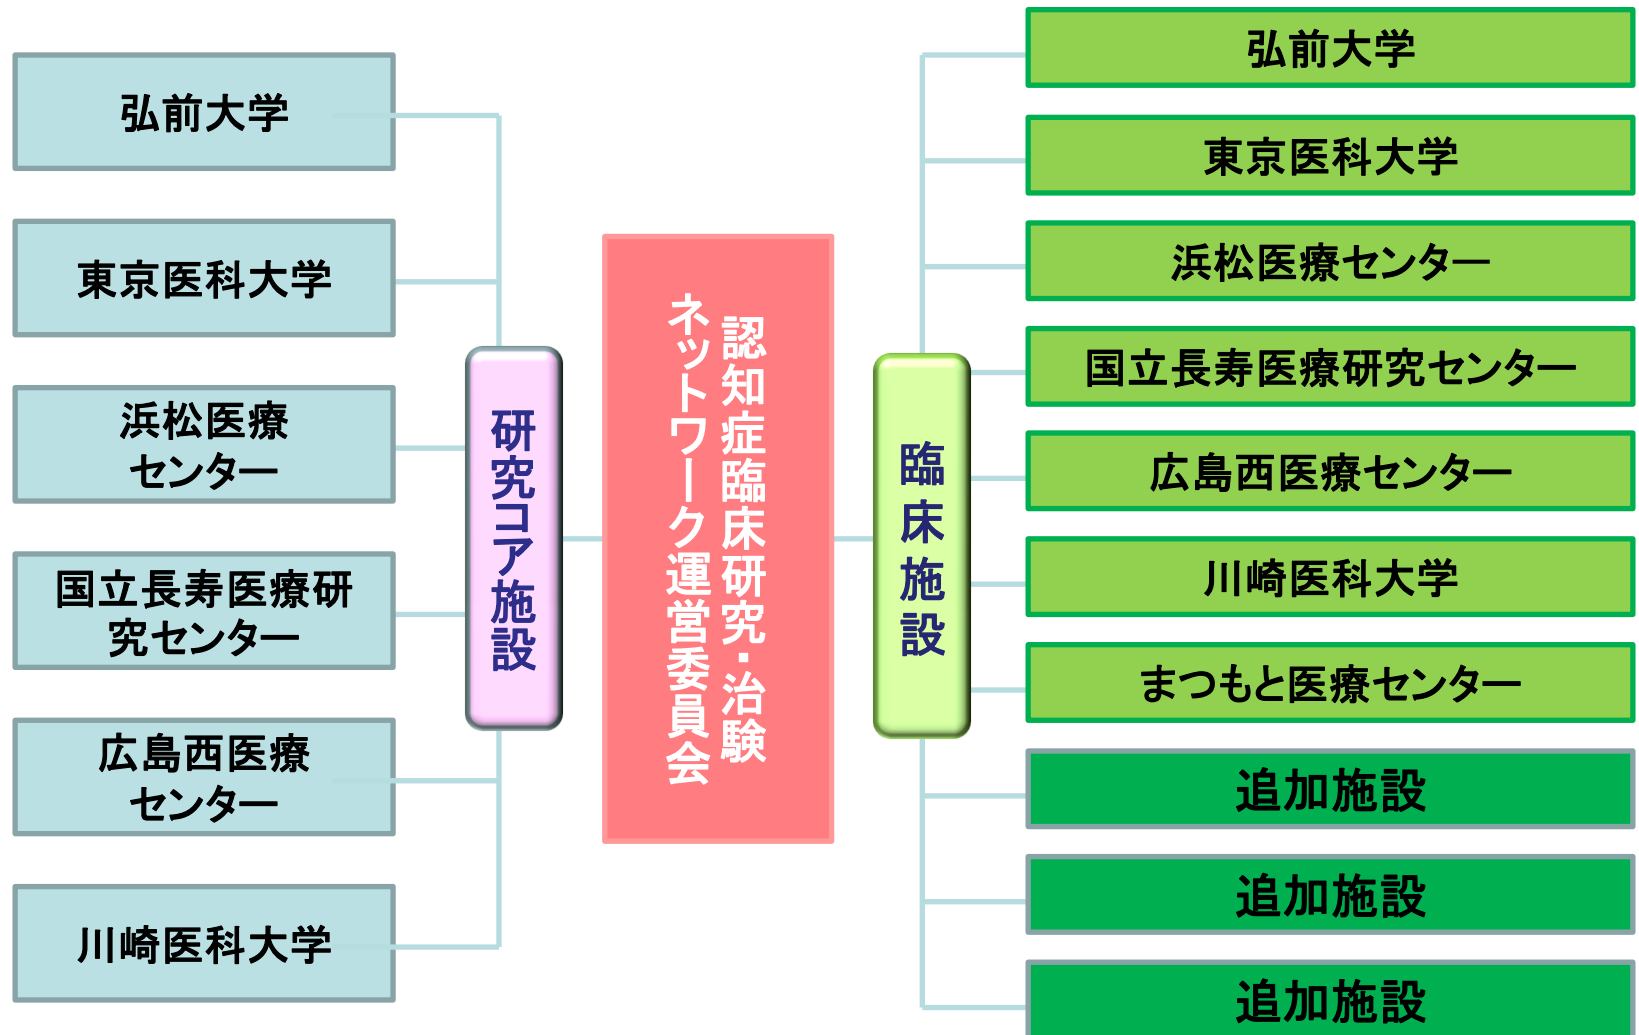 弘前大学
東京医科大学
浜松医療
センター
国立長寿医療研
究センター
広島西医療
センター
川崎医科大学
研究コア施設
認知症臨床研究・治験
ネットワーク運営委員会
臨床施設
弘前大学
東京医科大学
浜松医療センター
国立長寿医療研究センター
広島西医療センター
川崎医科大学
まつもと医療センター
追加施設
追加施設
追加施設